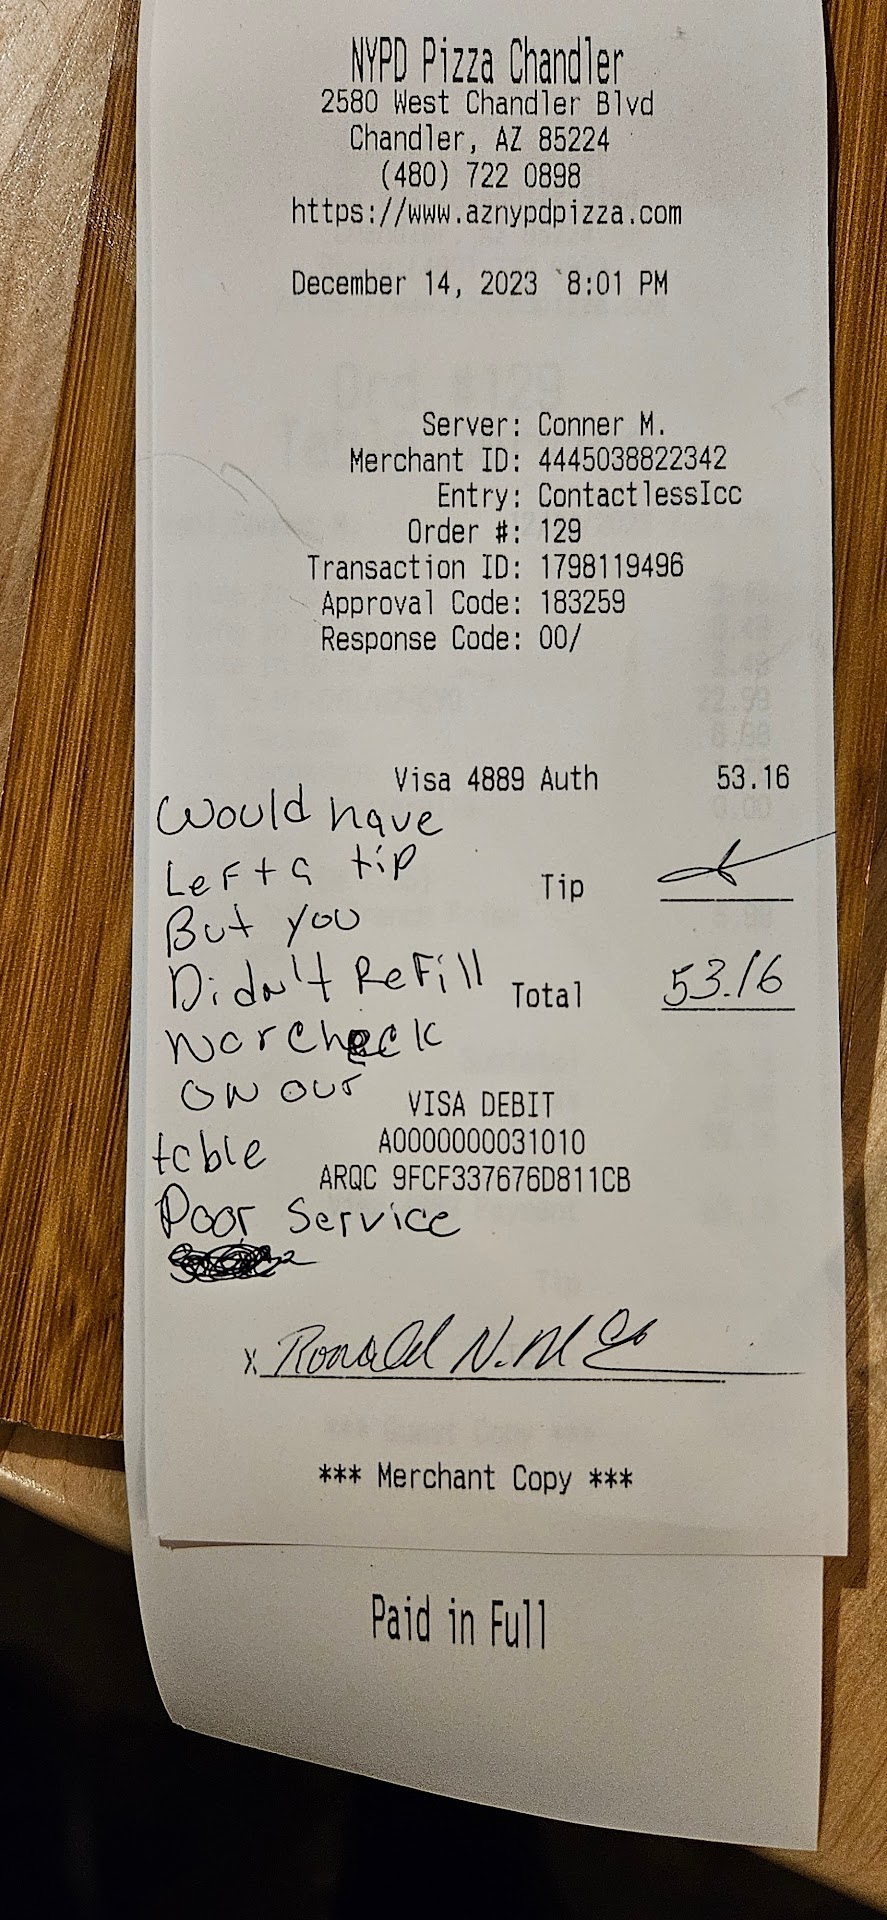 NYPD Pizza Chandler
2580 West Chandler Blvd
Chandler, AZ 85224
(480) 722 0898
https://www.aznypdpizza.com
December 14, 2023 8:01 PM
Server: Conner M.
Merchant ID: 4445038822342
Entry: ContactlessIcc
Order #: 129
Transaction ID: 1798119496
Approval Code: 183259
Response Code: 00/
Visa 4889 Auth 53.16
Would have
Left a tip
But you
Didn't Refill
Nor check
ON our
table
Poor Service
Tip
Total 53.16
VISA DEBIT
A0000000031010
ARQC 9FCF337676D811CB
x Ronald N.
*** Merchant Copy ***
Paid in Full